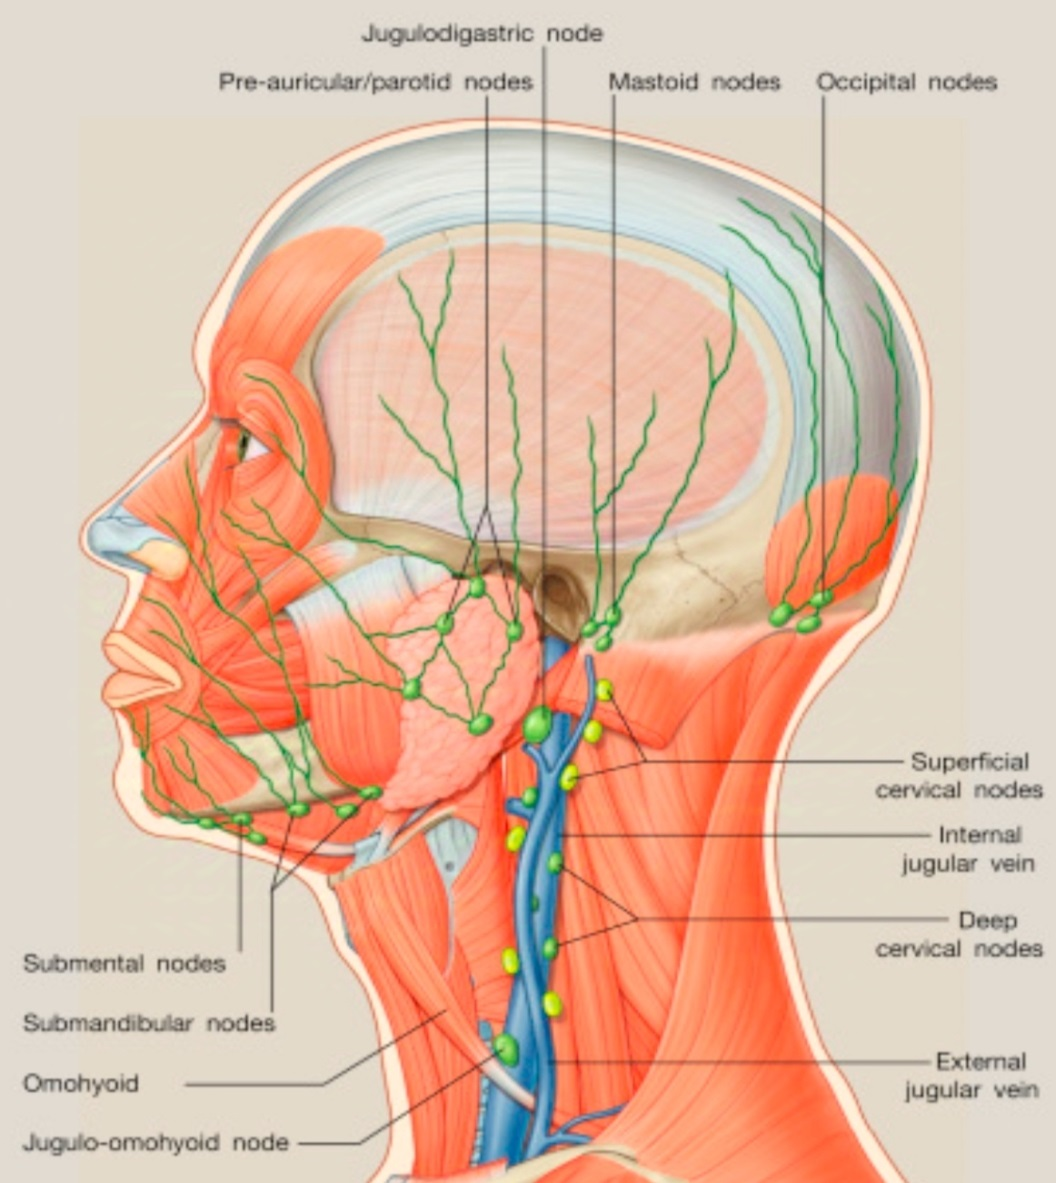 Jugulodigastric node
Pre-auricular/parotid nodes
Mastoid nodes
Occipital nodes
Superficial
cervical nodes
Internal
jugular vein
Deep
cervical nodes
Submental nodes
Submandibular nodes
Omohyoid
External
jugular vein
Jugulo-omohyoid node